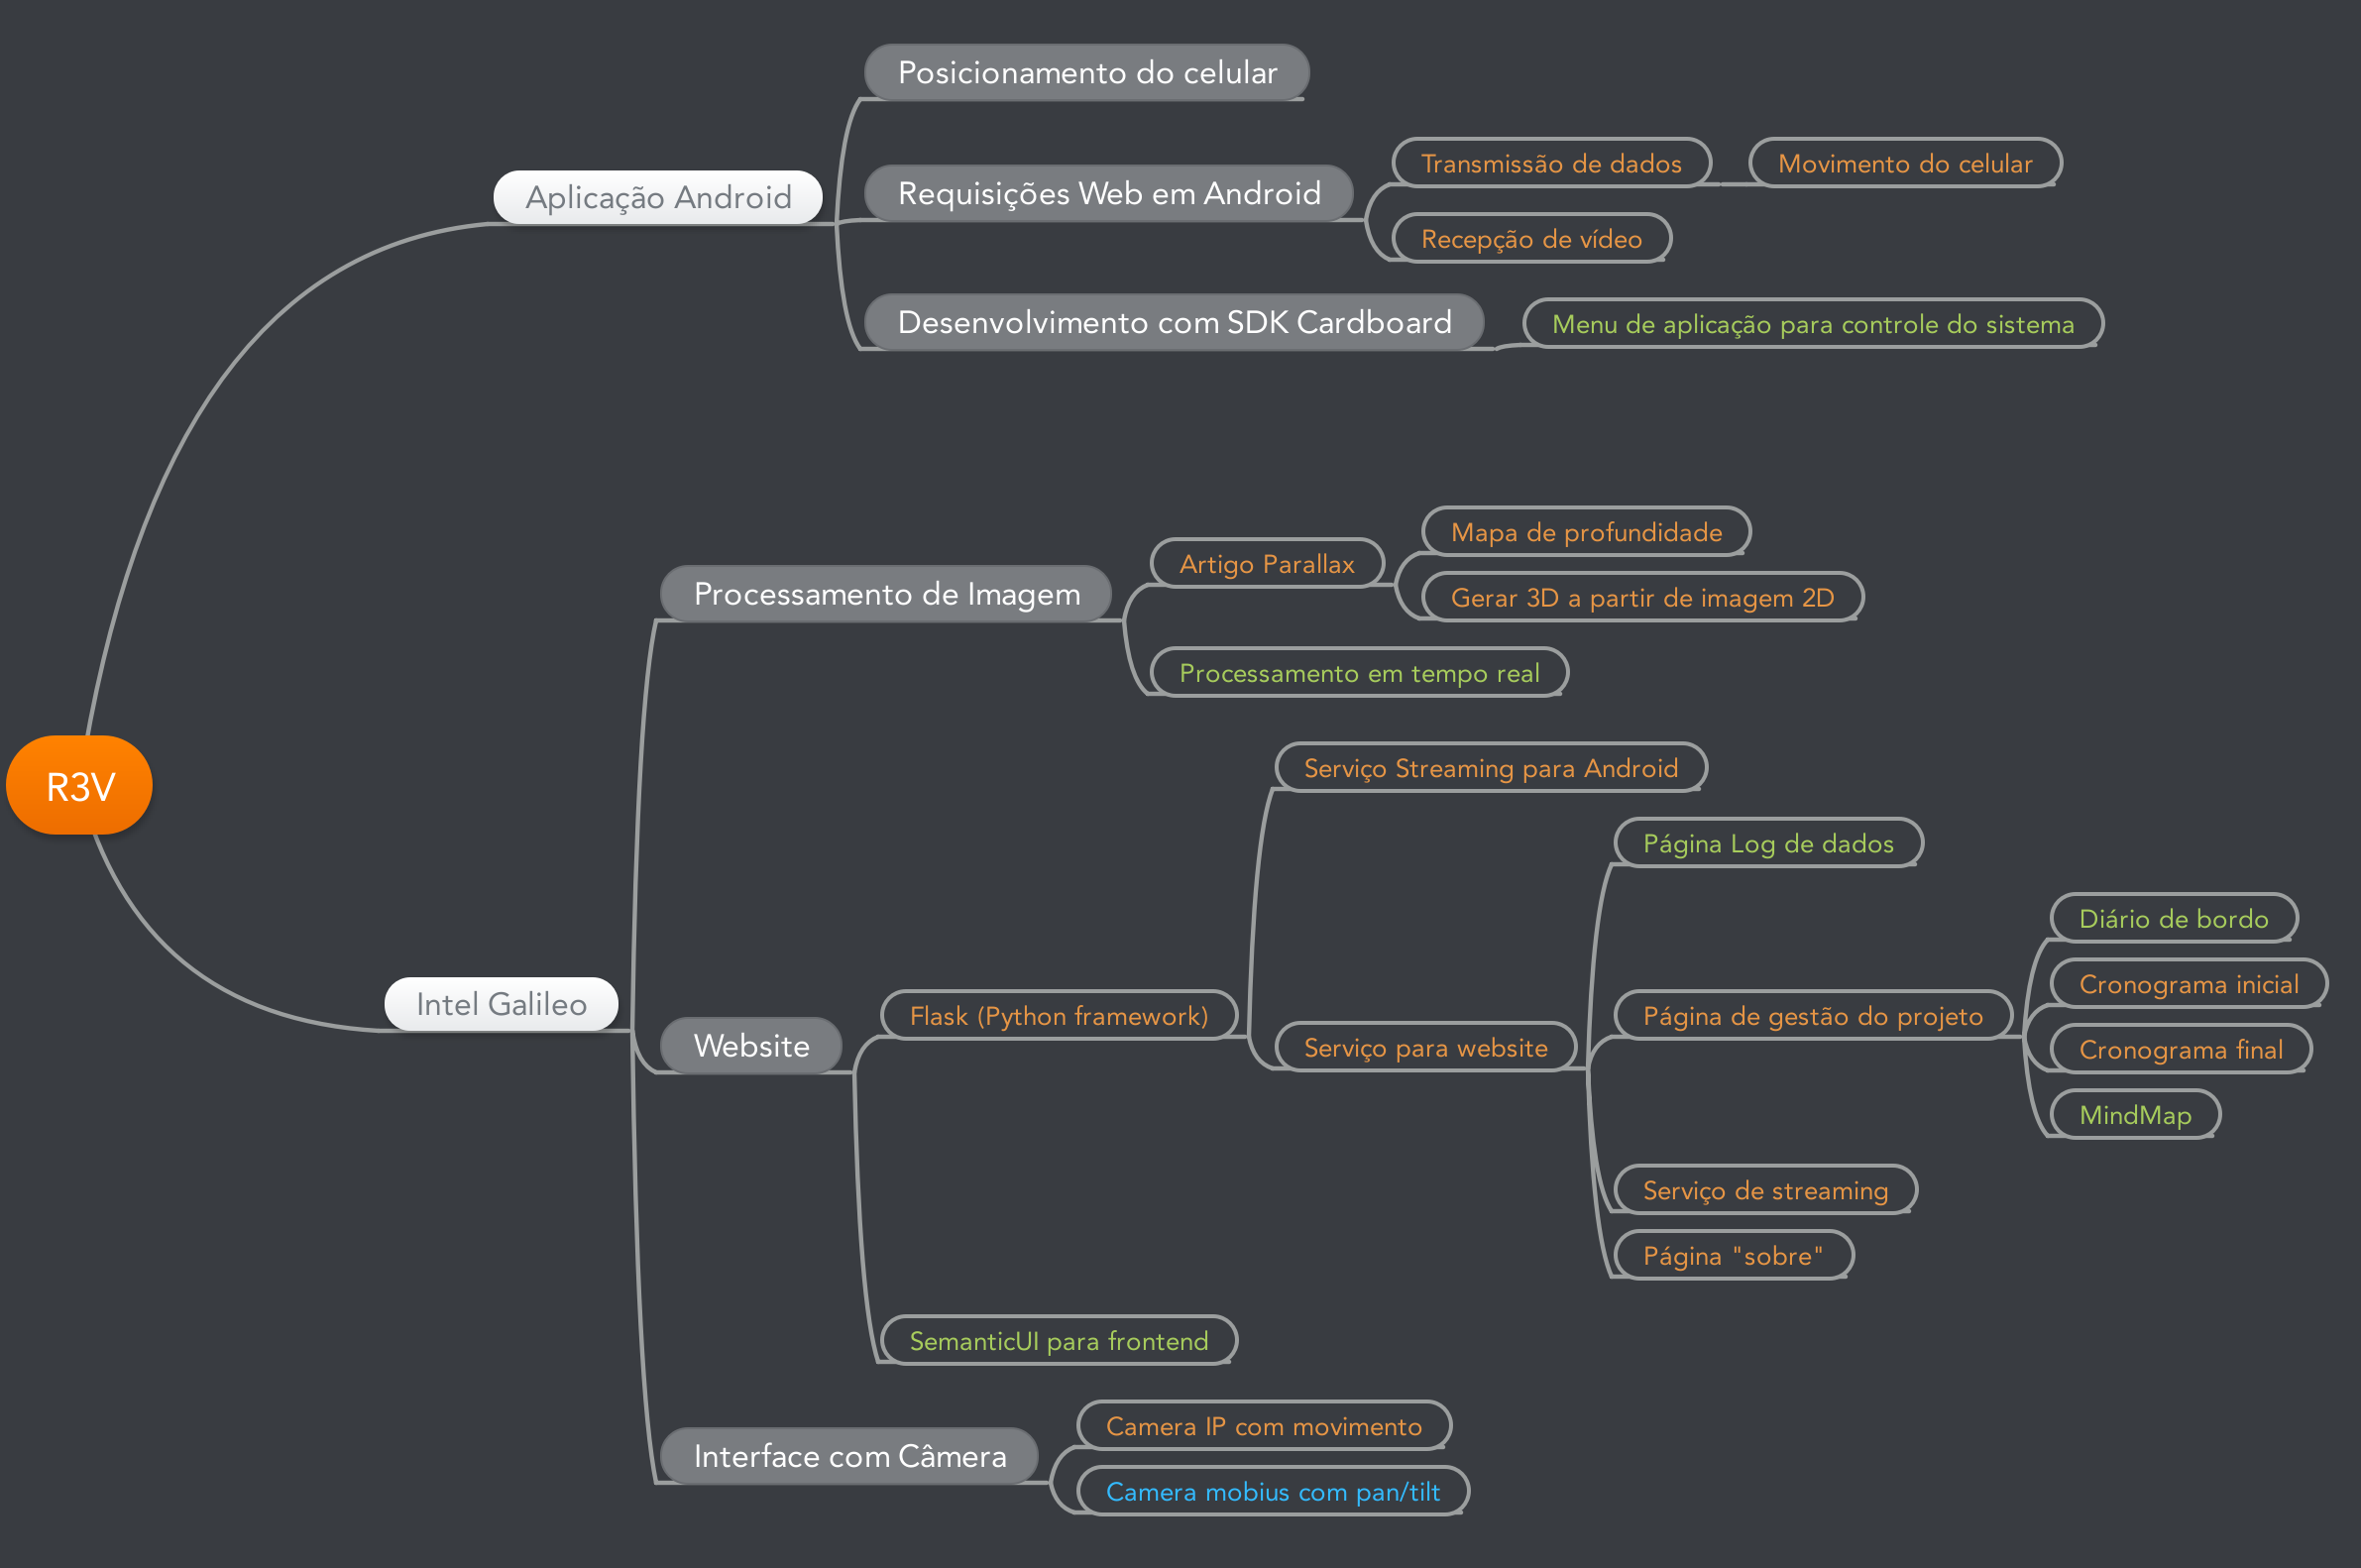 R3V
Aplicação Android
Posicionamento do celular
Requisições Web em Android
Transmissão de dados
Movimento do celular
Recepção de vídeo
Desenvolvimento com SDK Cardboard
Menu de aplicação para controle do sistema
Intel Galileo
Processamento de Imagem
Artigo Parallax
Mapa de profundidade
Gerar 3D a partir de imagem 2D
Processamento em tempo real
Website
Flask (Python framework)
Serviço Streaming para Android
Serviço para website
Página Log de dados
Página de gestão do projeto
Diário de bordo
Cronograma inicial
Cronograma final
MindMap
Serviço de streaming
Página "sobre"
SemanticUI para frontend
Interface com Câmera
Camera IP com movimento
Camera mobius com pan/tilt